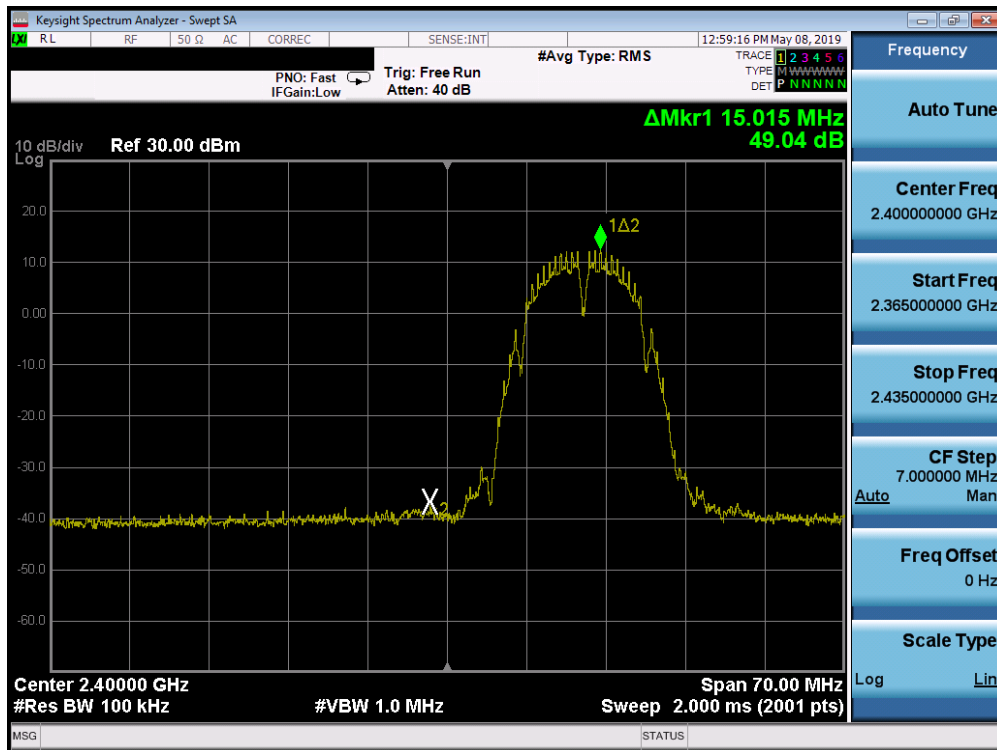 Keysight Spectrum Analyzer - Swept SA
LXI RL RF 50 Ω AC CORREC SENSE:INT 12:59:16 PM May 08, 2019
Frequency
#Avg Type: RMS
TRACE 1 2 3 4 5 6
PNO: Fast Trig: Free Run
TYPE M WWWWW
IFGain:Low Atten: 40 dB
DET P N N N N N
Auto Tune
ΔMkr1 15.015 MHz
49.04 dB
10 dB/div Ref 30.00 dBm
Log
Center Freq
2.400000000 GHz
20.0
1Δ2
10.0
Start Freq
2.365000000 GHz
0.00
-10.0
Stop Freq
2.435000000 GHz
-20.0
CF Step
7.000000 MHz
Auto Man
-30.0
X2
-40.0
Freq Offset
0 Hz
-50.0
-60.0
Scale Type
Log Lin
Center 2.40000 GHz Span 70.00 MHz
#Res BW 100 kHz #VBW 1.0 MHz Sweep 2.000 ms (2001 pts)
MSG STATUS